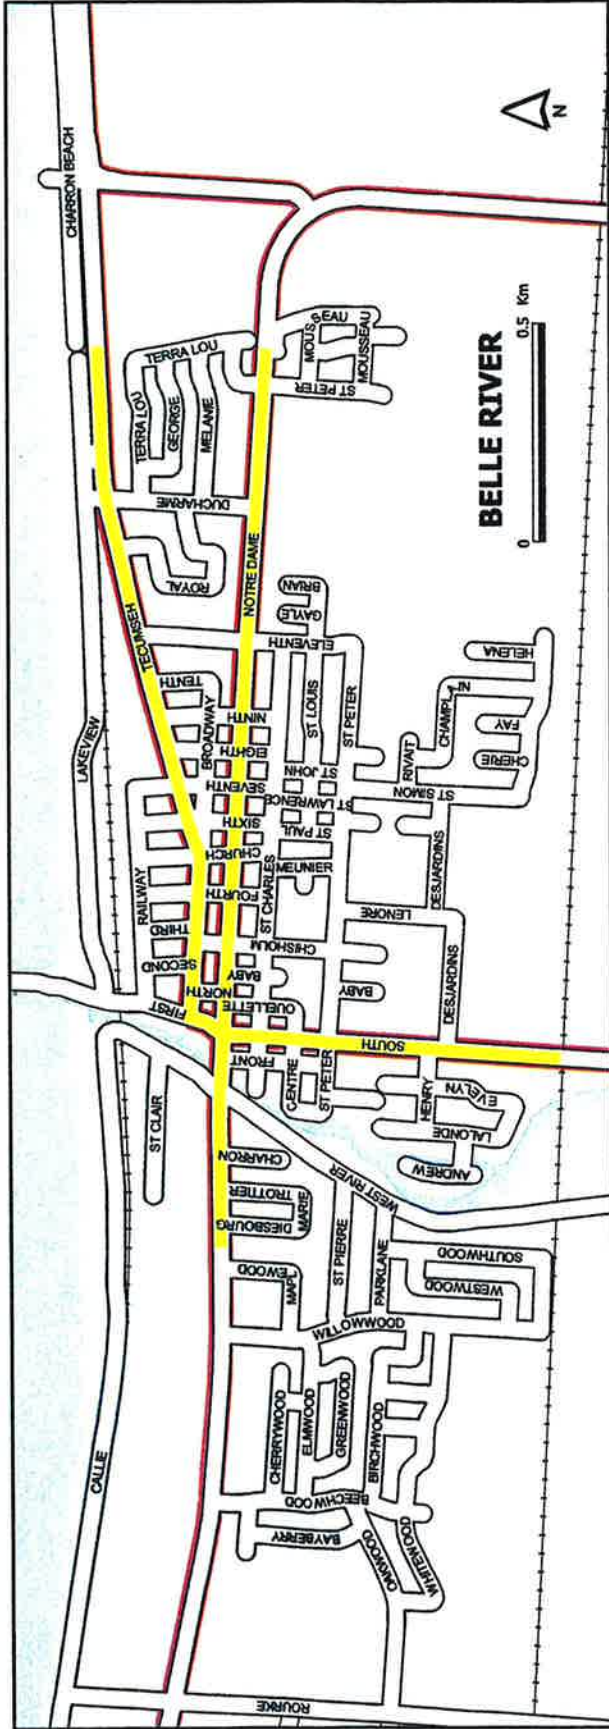 CHARRON BEACH
LAKEVIEW
CALLIE
TECUMSEH
NOTRE DAME
TERRA LOU
TERRA LOU
GEORGE
MELANIE
DUCHARME
ROYAL
MOUSSEAU
MOUSSEAU
ST PETER
BRIAN
GAYLE
ELEVENTH
TENTH
BROADWAY
NINTH
EIGHTH
SEVENTH
SIXTH
CHURCH
FOURTH
THIRD
SECOND
RAILWAY
FIRST
NORTH
BABY
OUELLETTE
FRONT
CENTRE
ST PETER
ST CHARLES
CHISHOLM
MEUNIER
ST PAUL
ST LAWRENCE
ST JOHN
ST LOUIS
ST PETER
RIVAIT
CHAMPLAIN
HELENA
FAY
CHERIE
ST SIMON
DESJARDINS
DESJARDINS
LENORE
BABY
SOUTH
HENRY
EVELYN
LALONDE
ANDREW
WEST RIVER
ST CLAIR
CHARRON
TROTTIER
MARIE
DIESBOURG
MAPLEWOOD
ST PIERRE
PARKLANE
SOUTHWOOD
WESTWOOD
WILLOWWOOD
CHERRYWOOD
ELMWOOD
GREENWOOD
BIRCHWOOD
BEECHWOOD
BAYBERRY
OAKWOOD
WHITEWOOD
ROURKE
N
BELLE RIVER
0 0.5 Km